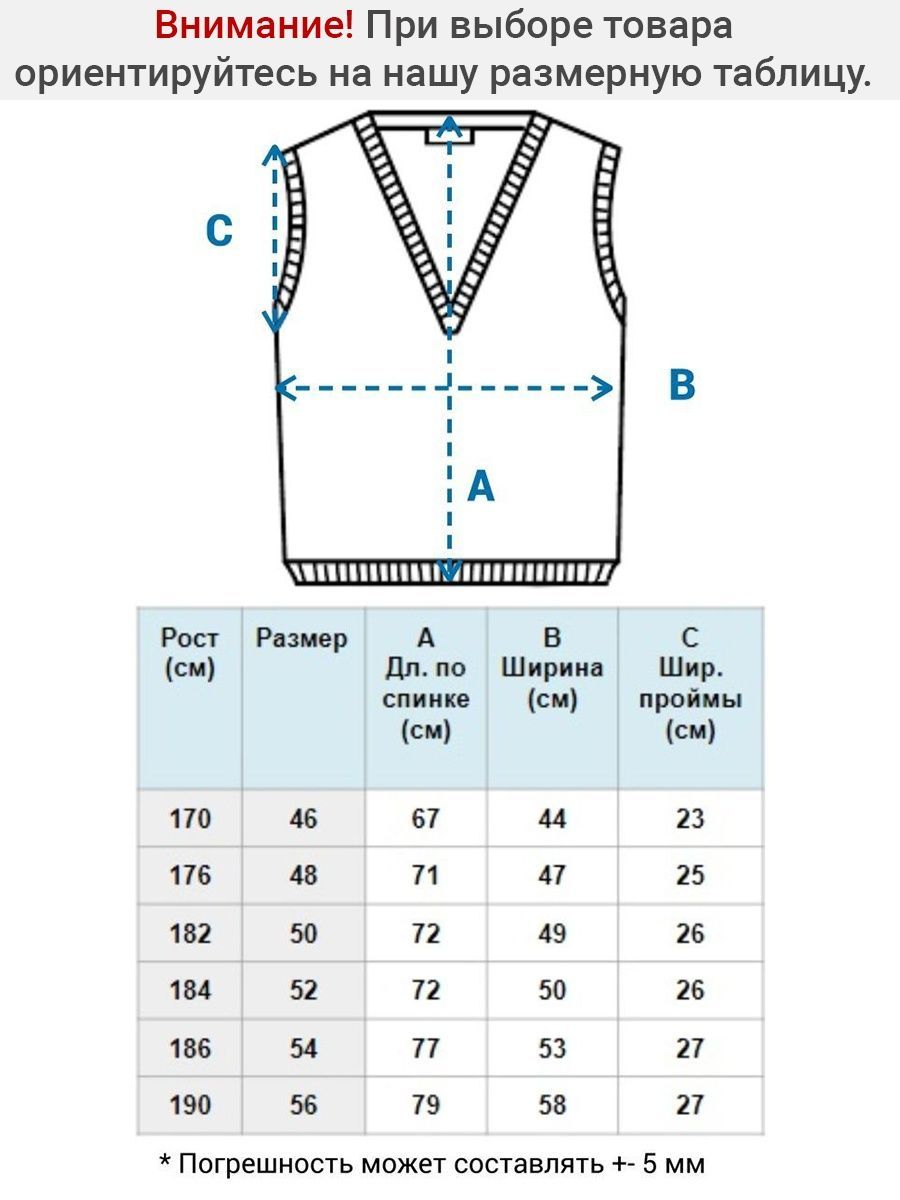 Внимание! При выборе товара
ориентируйтесь на нашу размерную таблицу.
C
B
A
Рост (см) Размер A Дл. по спинке (см) B Ширина (см) C Шир. проймы (см)
170 46 67 44 23
176 48 71 47 25
182 50 72 49 26
184 52 72 50 26
186 54 77 53 27
190 56 79 58 27
* Погрешность может составлять +- 5 мм